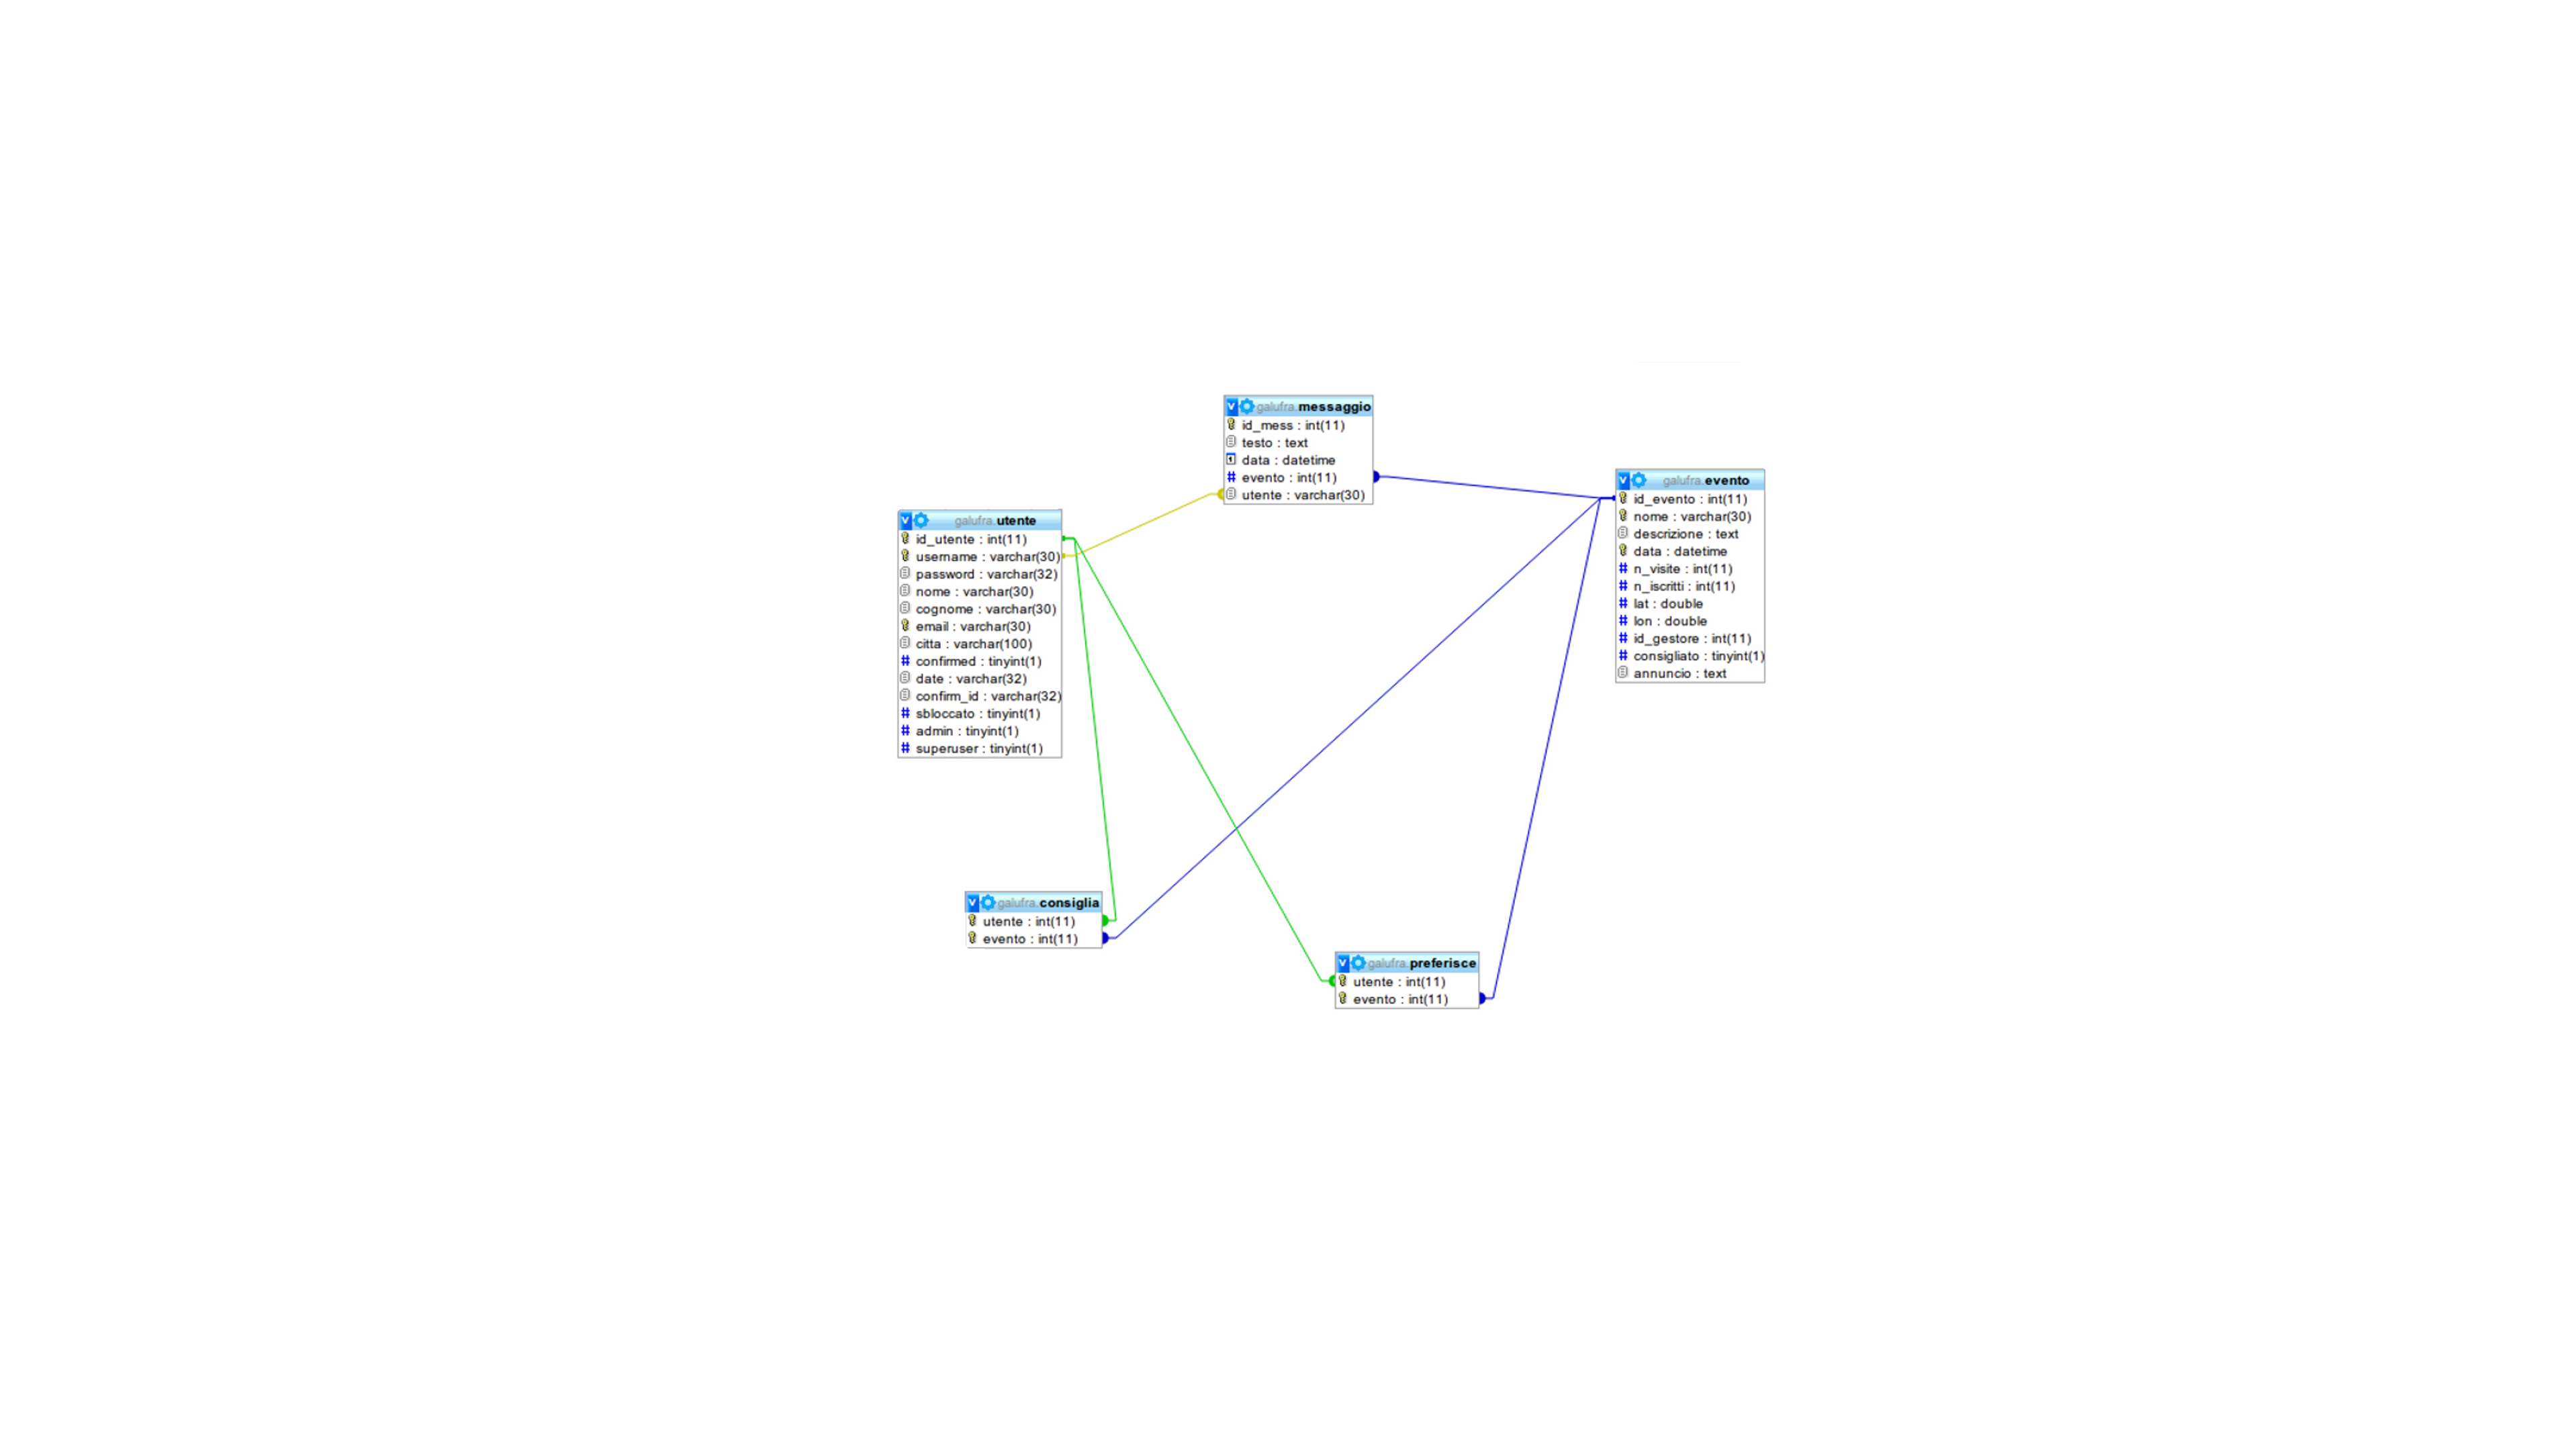 galufra.messaggio
id_mess : int(11)
testo : text
data : datetime
evento : int(11)
utente : varchar(30)
galufra.evento
id_evento : int(11)
nome : varchar(30)
descrizione : text
data : datetime
n_visite : int(11)
n_iscritti : int(11)
lat : double
lon : double
id_gestore : int(11)
consigliato : tinyint(1)
annuncio : text
galufra.utente
id_utente : int(11)
username : varchar(30)
password : varchar(32)
nome : varchar(30)
cognome : varchar(30)
email : varchar(30)
citta : varchar(100)
confirmed : tinyint(1)
date : varchar(32)
confirm_id : varchar(32)
sbloccato : tinyint(1)
admin : tinyint(1)
superuser : tinyint(1)
galufra.consiglia
utente : int(11)
evento : int(11)
galufra.preferisce
utente : int(11)
evento : int(11)